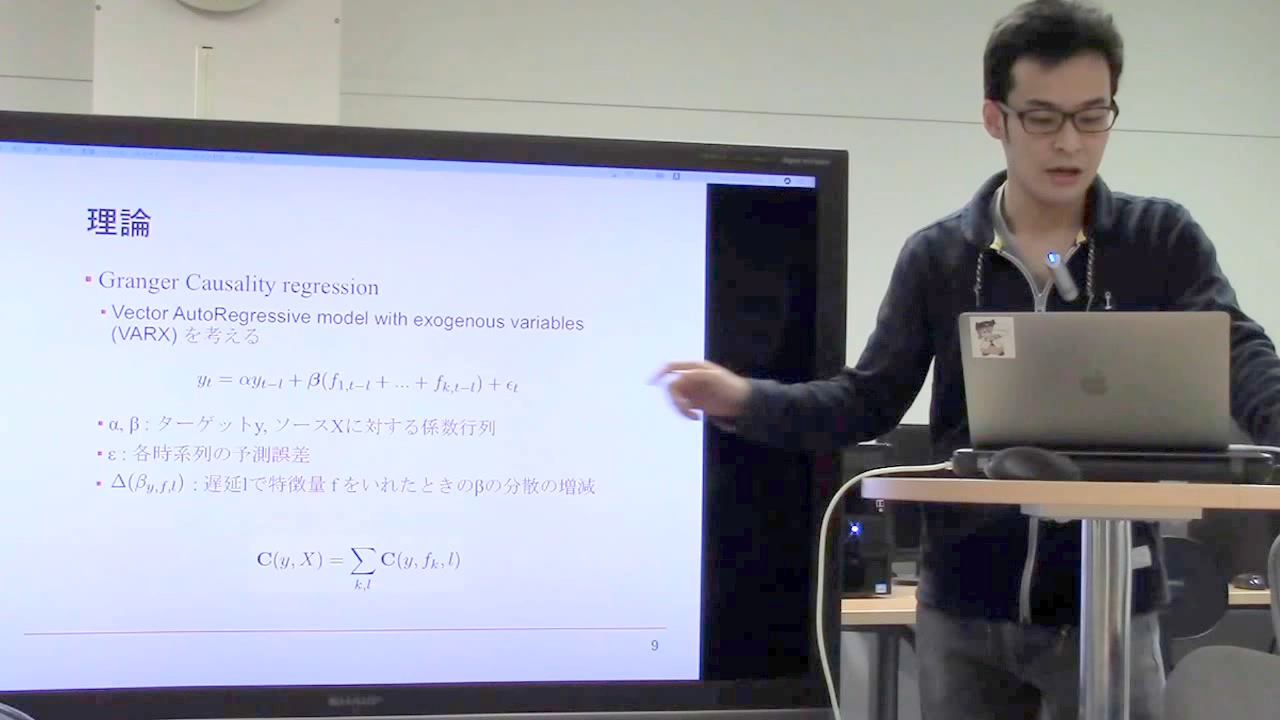 理論
Granger Causality regression
Vector AutoRegressive model with exogenous variables
(VARX) を考える
y_t = αy_{t−l} + β(f_{1,t−l} + ... + f_{k,t−l}) + ϵ_t
α, β : ターゲットy, ソースXに対する係数行列
ε : 各時系列の予測誤差
Δ(β_{y,f,l}) : 遅延lで特徴量 f をいれたときのβの分散の増減
C(y, X) = ∑_{k,l} C(y, f_k, l)
9
SHARP